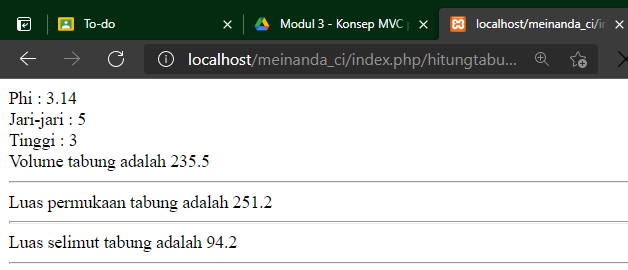 To-do
Modul 3 - Konsep MVC
localhost/meinanda_ci/in
localhost/meinanda_ci/index.php/hitungtabu...
Phi : 3.14
Jari-jari : 5
Tinggi : 3
Volume tabung adalah 235.5
Luas permukaan tabung adalah 251.2
Luas selimut tabung adalah 94.2